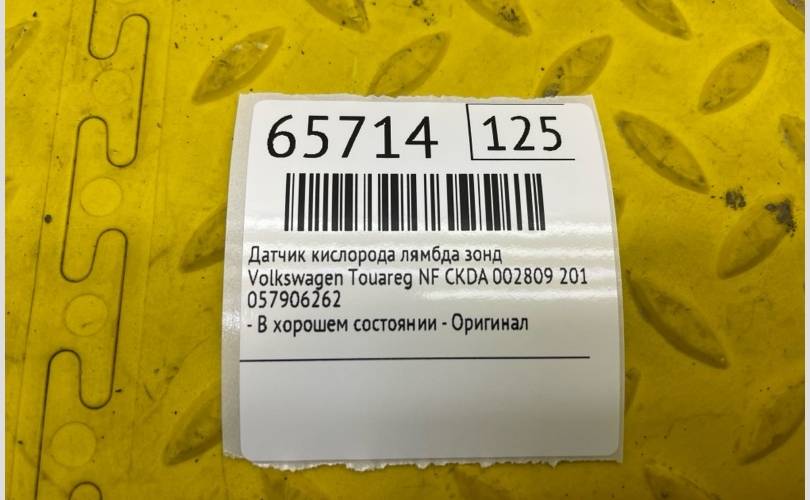 65714 125
Датчик кислорода лямбда зонд
Volkswagen Touareg NF CKDA 002809 201
057906262
- В хорошем состоянии - Оригинал